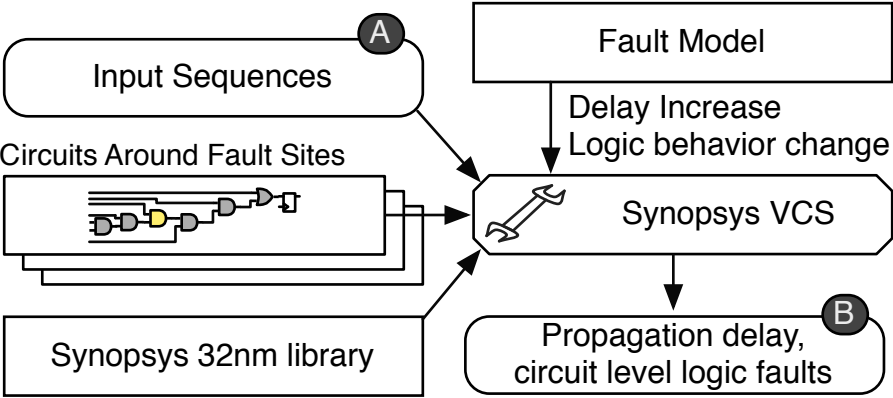 A
Input Sequences
Fault Model
Delay Increase
Logic behavior change
Circuits Around Fault Sites
Synopsys VCS
Synopsys 32nm library
B
Propagation delay,
circuit level logic faults